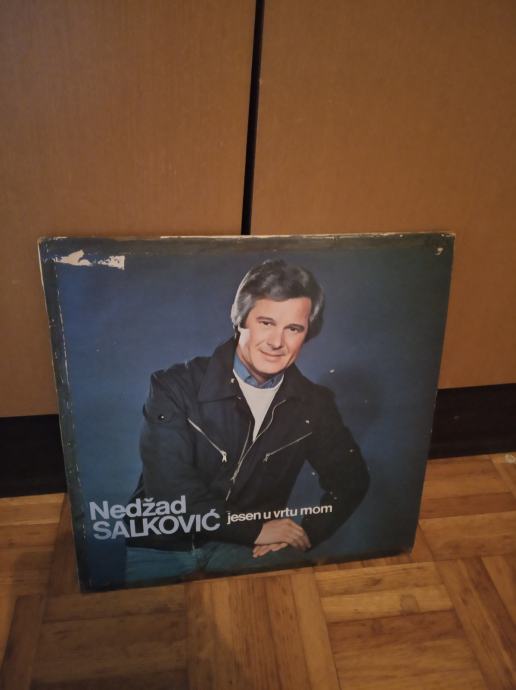 Nedžad
SALKOVIĆ jesen u vrtu mom